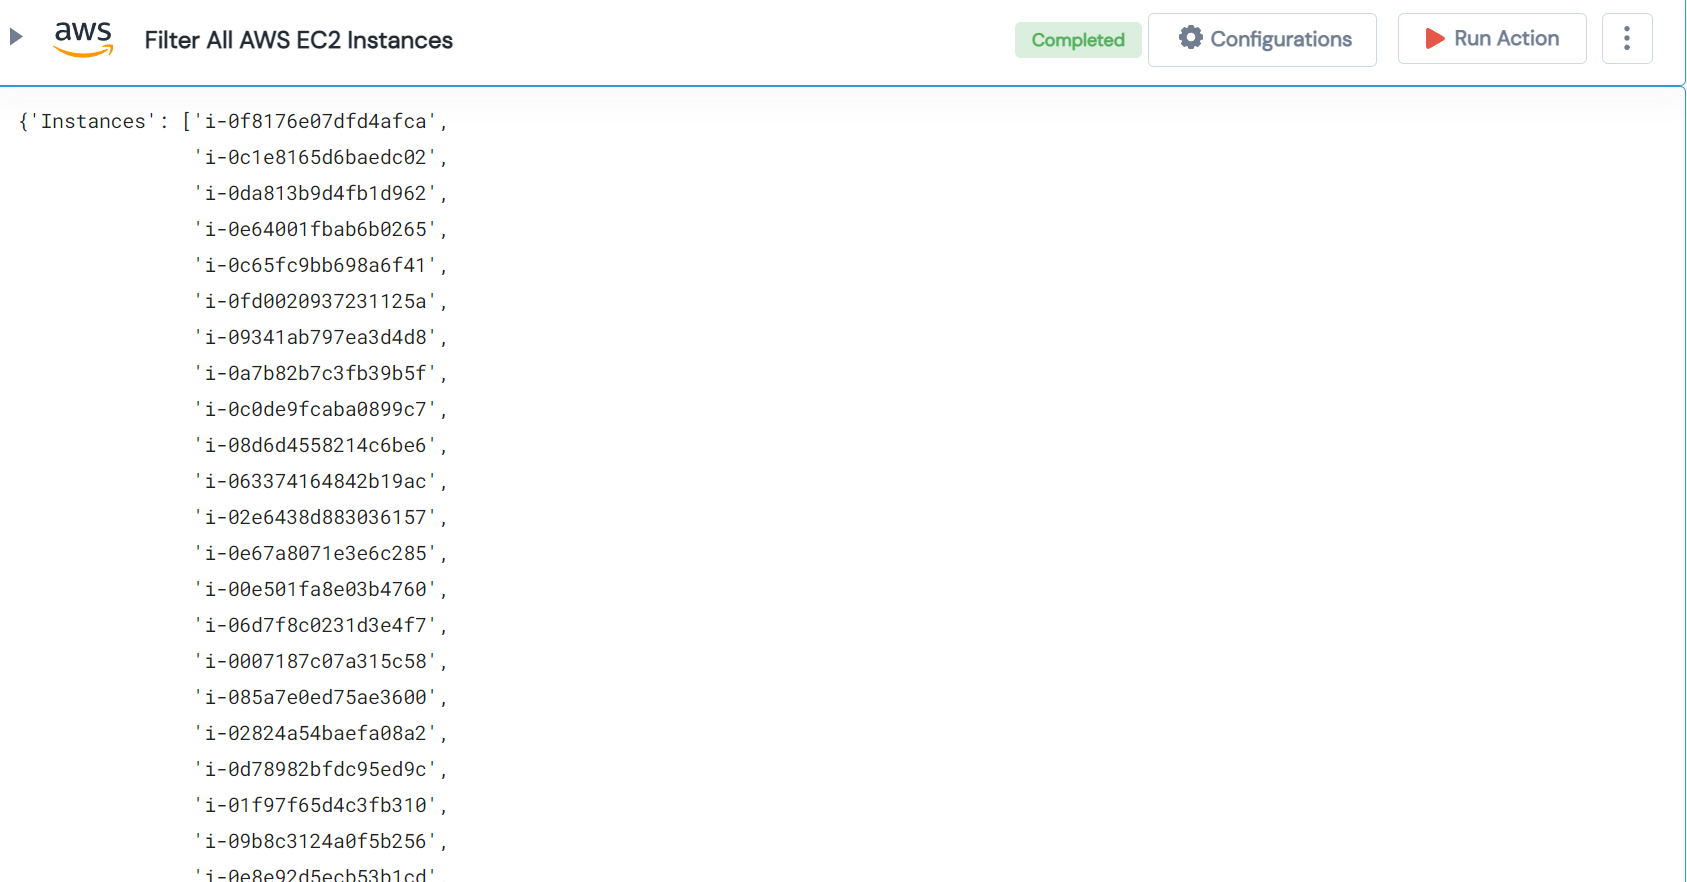 aws
Filter All AWS EC2 Instances
Completed
Configurations
Run Action
{'Instances': ['i-0f8176e07dfd4afca',
'i-0c1e8165d6baedc02',
'i-0da813b9d4fb1d962',
'i-0e64001fbab6b0265',
'i-0c65fc9bb698a6f41',
'i-0fd0020937231125a',
'i-09341ab797ea3d4d8',
'i-0a7b82b7c3fb39b5f',
'i-0c0de9fcaba0899c7',
'i-08d6d4558214c6be6',
'i-063374164842b19ac',
'i-02e6438d883036157',
'i-0e67a8071e3e6c285',
'i-00e501fa8e03b4760',
'i-06d7f8c0231d3e4f7',
'i-0007187c07a315c58',
'i-085a7e0ed75ae3600',
'i-02824a54baefa08a2',
'i-0d78982bfdc95ed9c',
'i-01f97f65d4c3fb310',
'i-09b8c3124a0f5b256',
'i-0e8e92d5ecb53b1cd'